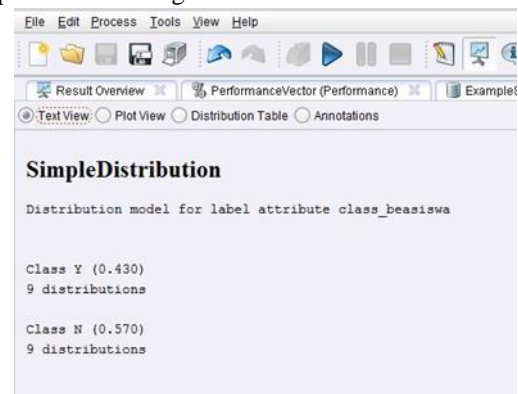 File Edit Process Tools View Help
Result Overview PerformanceVector (Performance) ExampleS
Text View Plot View Distribution Table Annotations
SimpleDistribution
Distribution model for label attribute class_beasiswa
Class Y (0.430)
9 distributions
Class N (0.570)
9 distributions